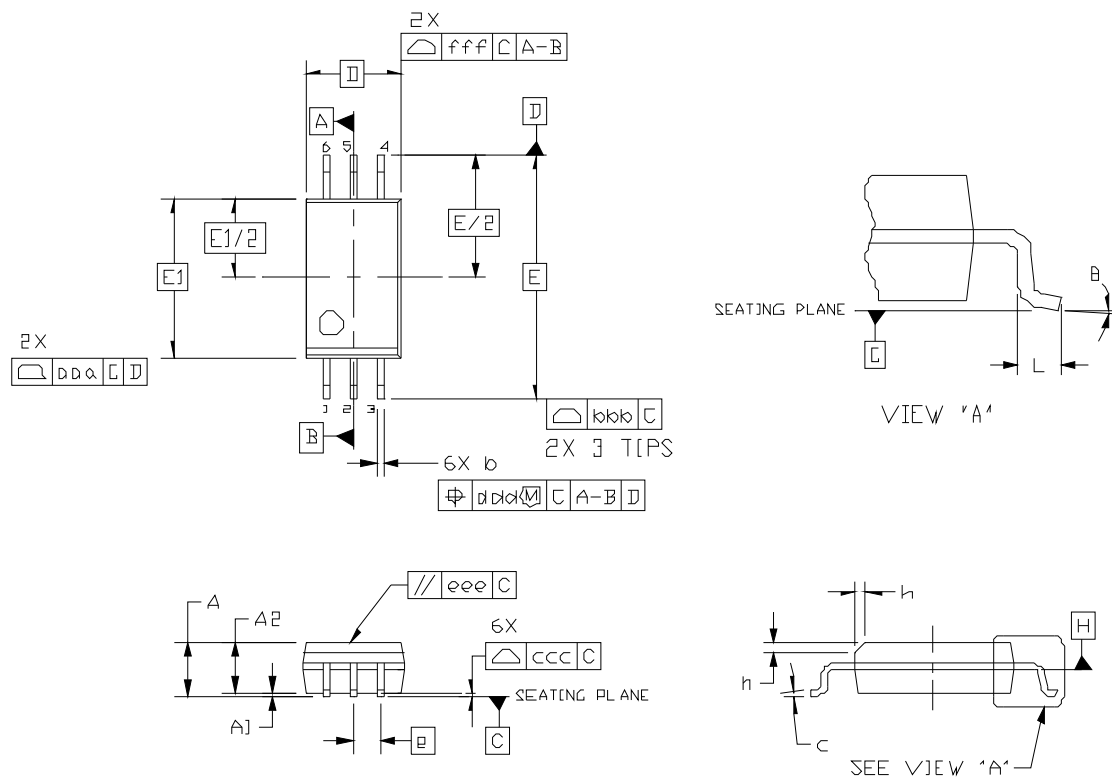 2X
fff C A-B
D
A
D
6 5 4
E1/2
E/2
E1
E
SEATING PLANE
B
C
L
VIEW "A"
2X
aaa C D
1 2 3
B
bbb C
2X 3 TIPS
6X b
ddd M C A-B D
// eee C
A
A2
6X
ccc C
SEATING PLANE
A1
e
C
h
h
H
c
SEE VIEW "A"